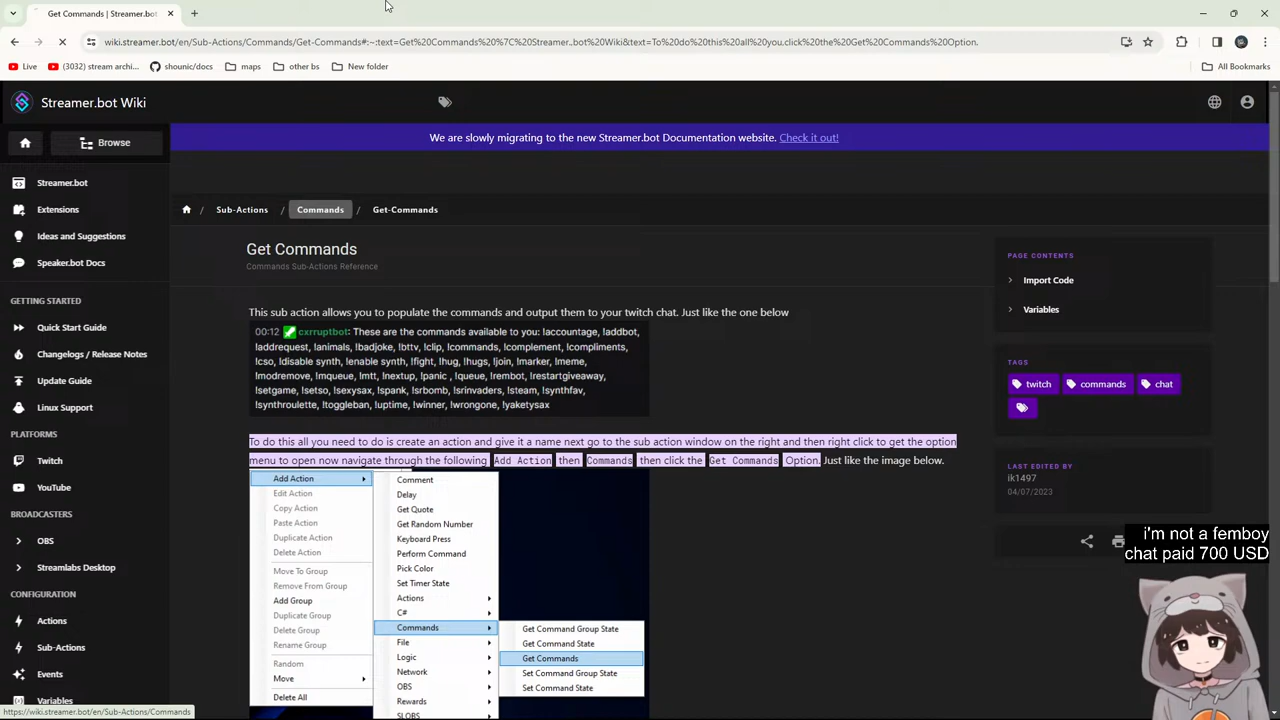 Get Commands | Streamer.bot
wiki.streamer.bot/en/Sub-Actions/Commands/Get-Commands#:~:text=Get%20Commands%20%7C%20Streamer.,bot%20Wiki&text=To%20do%20this%20all%20you,click%20the%20Get%20Commands%20Option.
Live
(3032) stream archi...
shounic/docs
maps
other bs
New folder
All Bookmarks
Streamer.bot Wiki
We are slowly migrating to the new Streamer.bot Documentation website. Check it out!
Browse
Streamer.bot
Extensions
Ideas and Suggestions
Speaker.bot Docs
GETTING STARTED
Quick Start Guide
Changelogs / Release Notes
Update Guide
Linux Support
PLATFORMS
Twitch
YouTube
BROADCASTERS
OBS
Streamlabs Desktop
CONFIGURATION
Actions
Sub-Actions
Events
Variables
https://wiki.streamer.bot/en/Sub-Actions/Commands
/ Sub-Actions / Commands / Get-Commands
Get Commands
Commands Sub-Actions Reference
This sub action allows you to populate the commands and output them to your twitch chat. Just like the one below
00:12 cxrruptbot: These are the commands available to you: !accountage, !addbot,
!addrequest, !animals, !badjoke, !bttv, !clip, !commands, !complement, !compliments,
!cso, !disable synth, !enable synth, !fight, !hug, !hugs, !join, !marker, !meme,
!modremove, !mqueue, !mtt, !nextup, !panic , !queue, !rembot, !restartgiveaway,
!setgame, !setso, !sexysax, !spank, !srbomb, !srinvaders, !steam, !synthfav,
!synthroulette, !toggleban, !uptime, !winner, !wrongone, !yaketysax
To do this all you need to do is create an action and give it a name next go to the sub action window on the right and then right click to get the option
menu to open now navigate through the following Add Action then Commands then click the Get Commands Option. Just like the image below.
Add Action
Edit Action
Copy Action
Paste Action
Duplicate Action
Delete Action
Move To Group
Remove From Group
Add Group
Duplicate Group
Delete Group
Rename Group
Random
Move
Delete All
Comment
Delay
Get Quote
Get Random Number
Keyboard Press
Perform Command
Pick Color
Set Timer State
Actions
C#
Commands
File
Logic
Network
OBS
Rewards
SLOBS
Get Command Group State
Get Command State
Get Commands
Set Command Group State
Set Command State
PAGE CONTENTS
Import Code
Variables
TAGS
twitch
commands
chat
LAST EDITED BY
ik1497
04/07/2023
i'm not a femboy
chat paid 700 USD